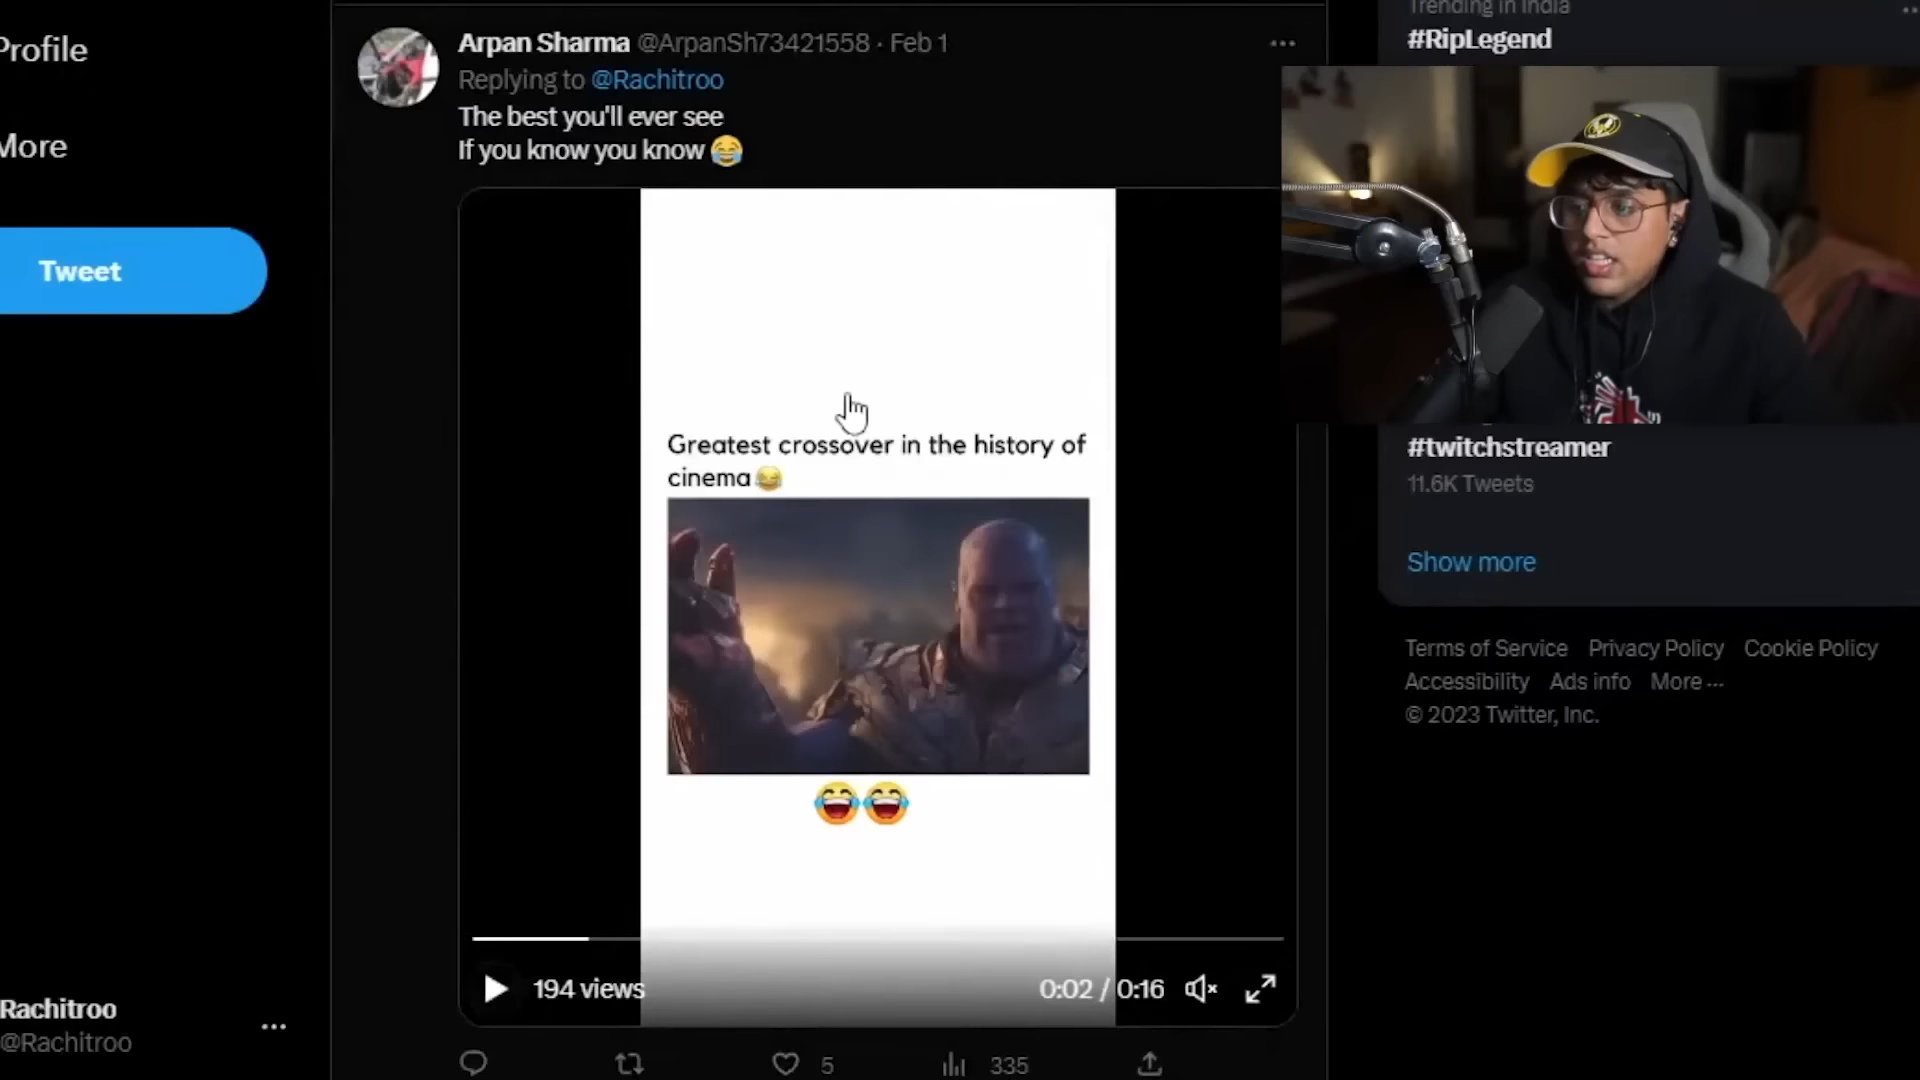 Profile
More
Tweet
Rachitroo
@Rachitroo
Arpan Sharma @ArpanSh73421558 · Feb 1
Replying to @Rachitroo
The best you'll ever see
If you know you know 😂
Greatest crossover in the history of
cinema😂
😂😂
194 views
0:02 / 0:16
5
335
Trending in India
#RipLegend
#twitchstreamer
11.6K Tweets
Show more
Terms of Service Privacy Policy Cookie Policy
Accessibility Ads info More ···
© 2023 Twitter, Inc.